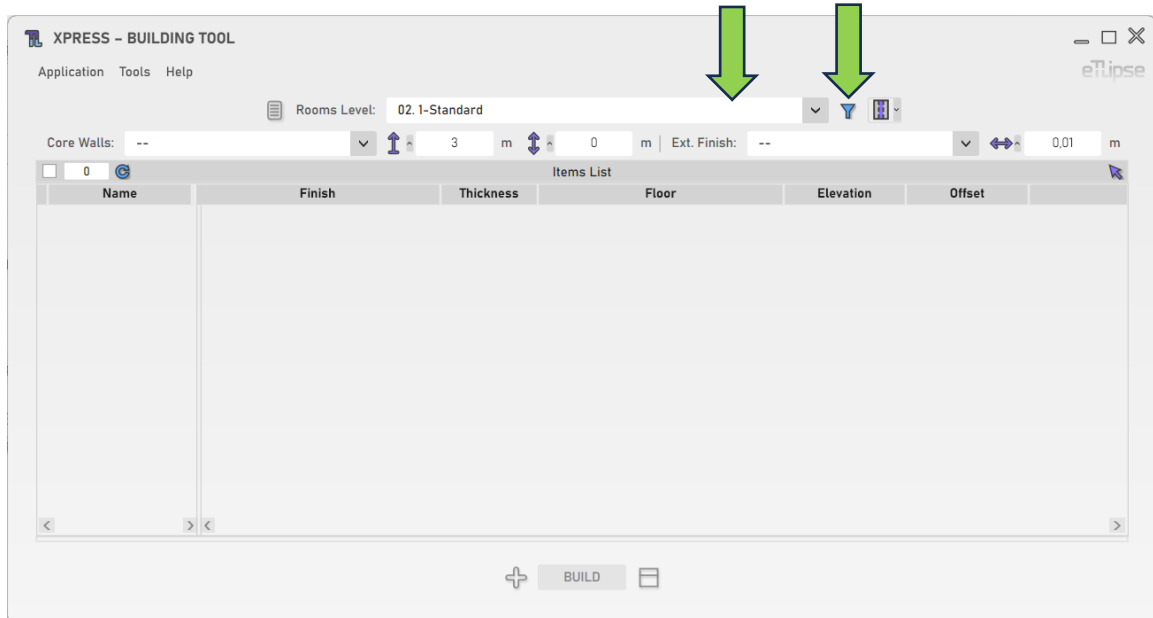 XPRESS – BUILDING TOOL
Application Tools Help
eTLipse
Rooms Level: 02. 1-Standard
Core Walls: -- 3 m 0 m | Ext. Finish: -- 0,01 m
0 Items List
Name Finish Thickness Floor Elevation Offset
BUILD